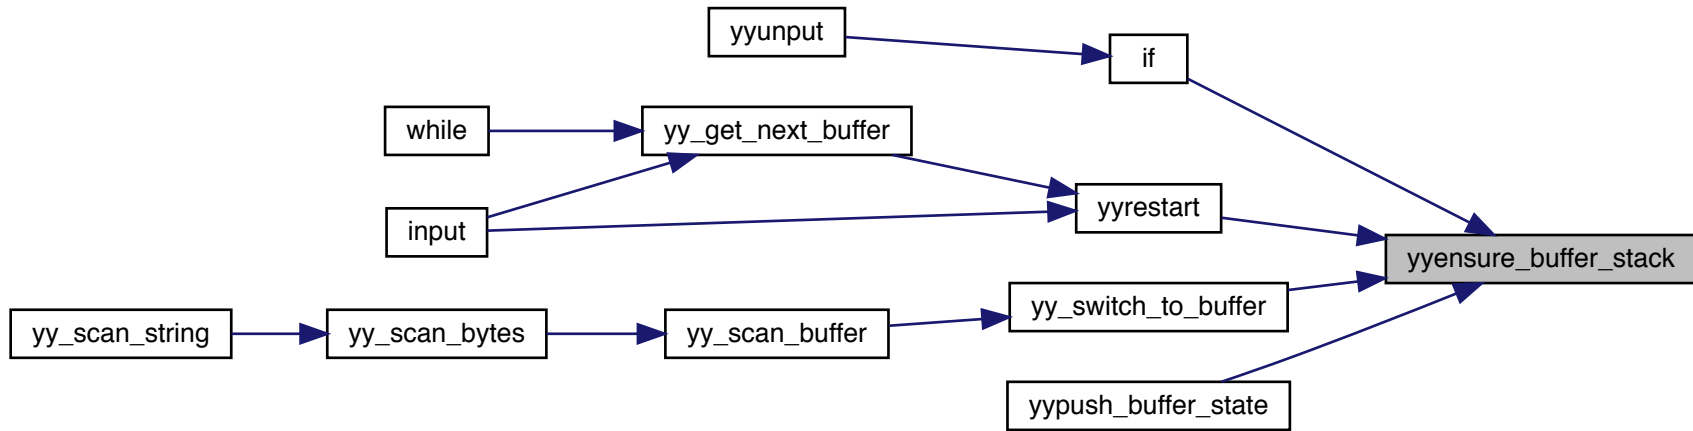 yyunput
if
while
yy_get_next_buffer
input
yyrestart
yyensure_buffer_stack
yy_scan_string
yy_scan_bytes
yy_scan_buffer
yy_switch_to_buffer
yypush_buffer_state